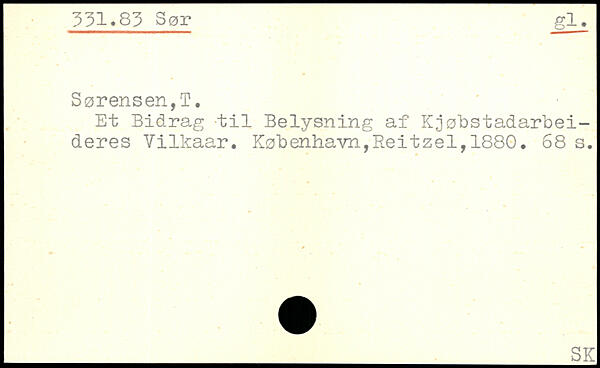 331.83 Sør gl.
Sørensen,T.
Et Bidrag til Belysning af Kjøbstadarbei-
deres Vilkaar. København,Reitzel,1880. 68 s.
SK